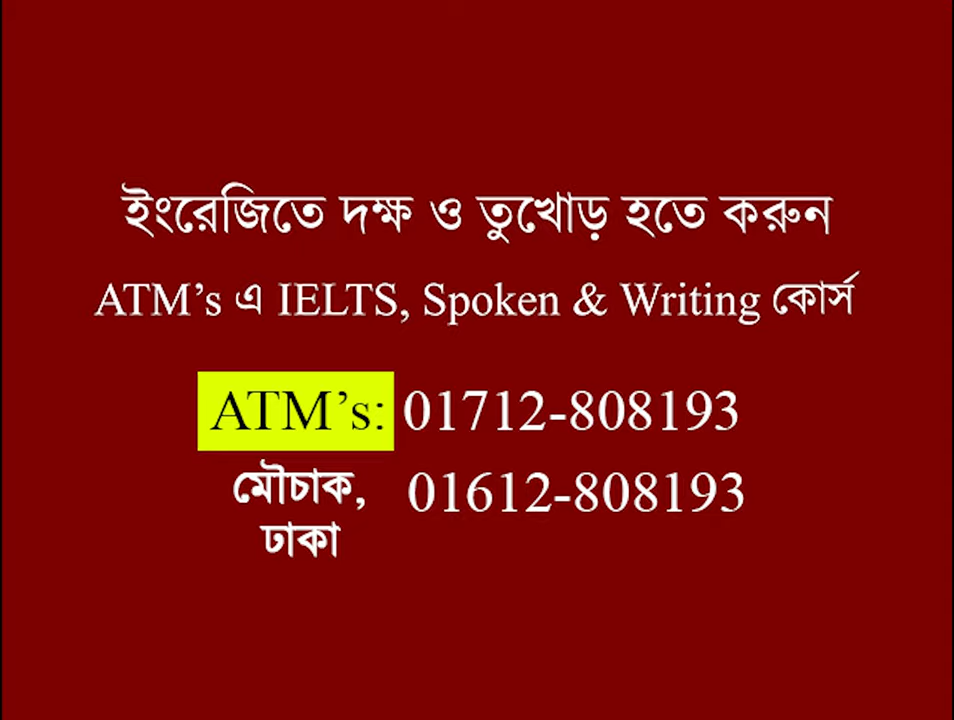 ইংরেজিতে দক্ষ ও তুখোড় হতে করুন
ATM’s এ IELTS, Spoken & Writing কোর্স
ATM’s: 01712-808193
মৌচাক, 01612-808193
ঢাকা